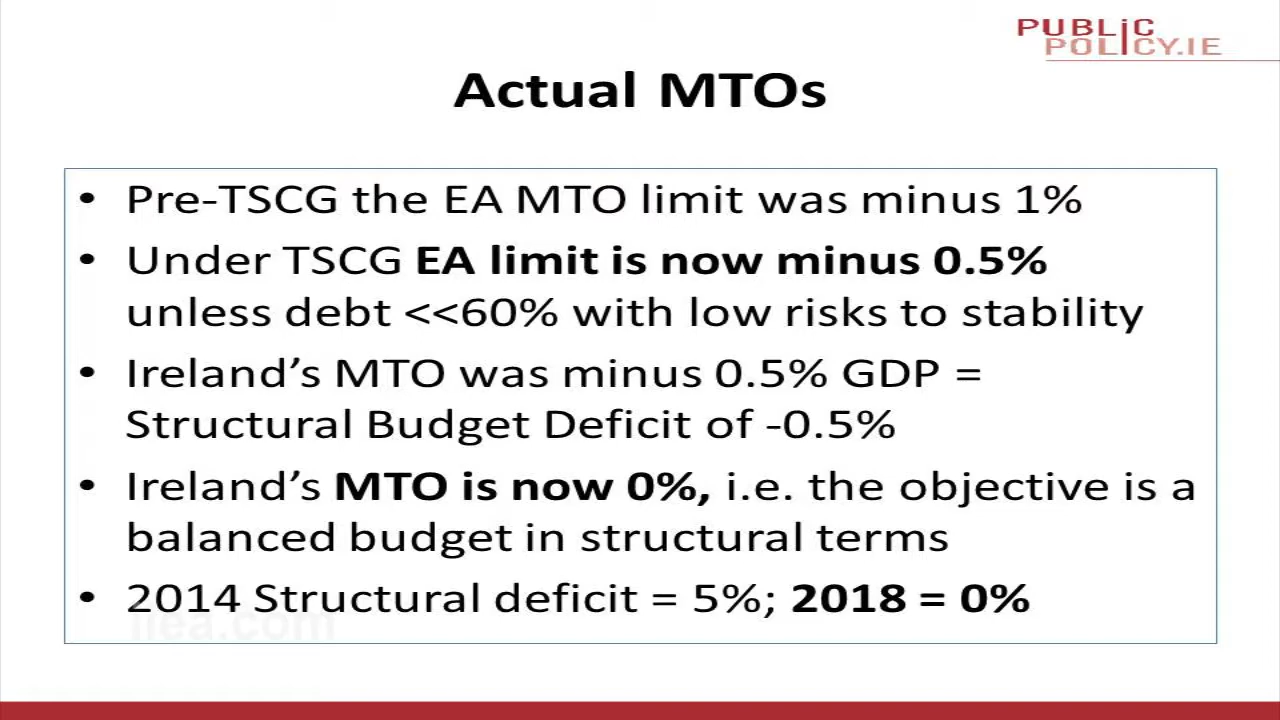 PUBLIC
POLICY.IE
Actual MTOs
• Pre-TSCG the EA MTO limit was minus 1%
• Under TSCG EA limit is now minus 0.5%
unless debt <<60% with low risks to stability
• Ireland’s MTO was minus 0.5% GDP =
Structural Budget Deficit of -0.5%
• Ireland’s MTO is now 0%, i.e. the objective is a
balanced budget in structural terms
• 2014 Structural deficit = 5%; 2018 = 0%
iiea.com